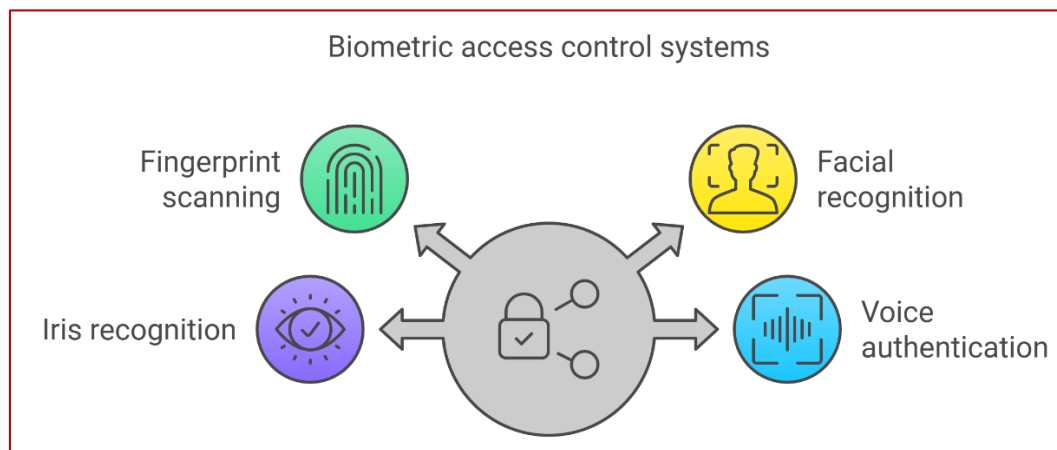 Biometric access control systems
Fingerprint
scanning
Facial
recognition
Iris recognition
Voice
authentication